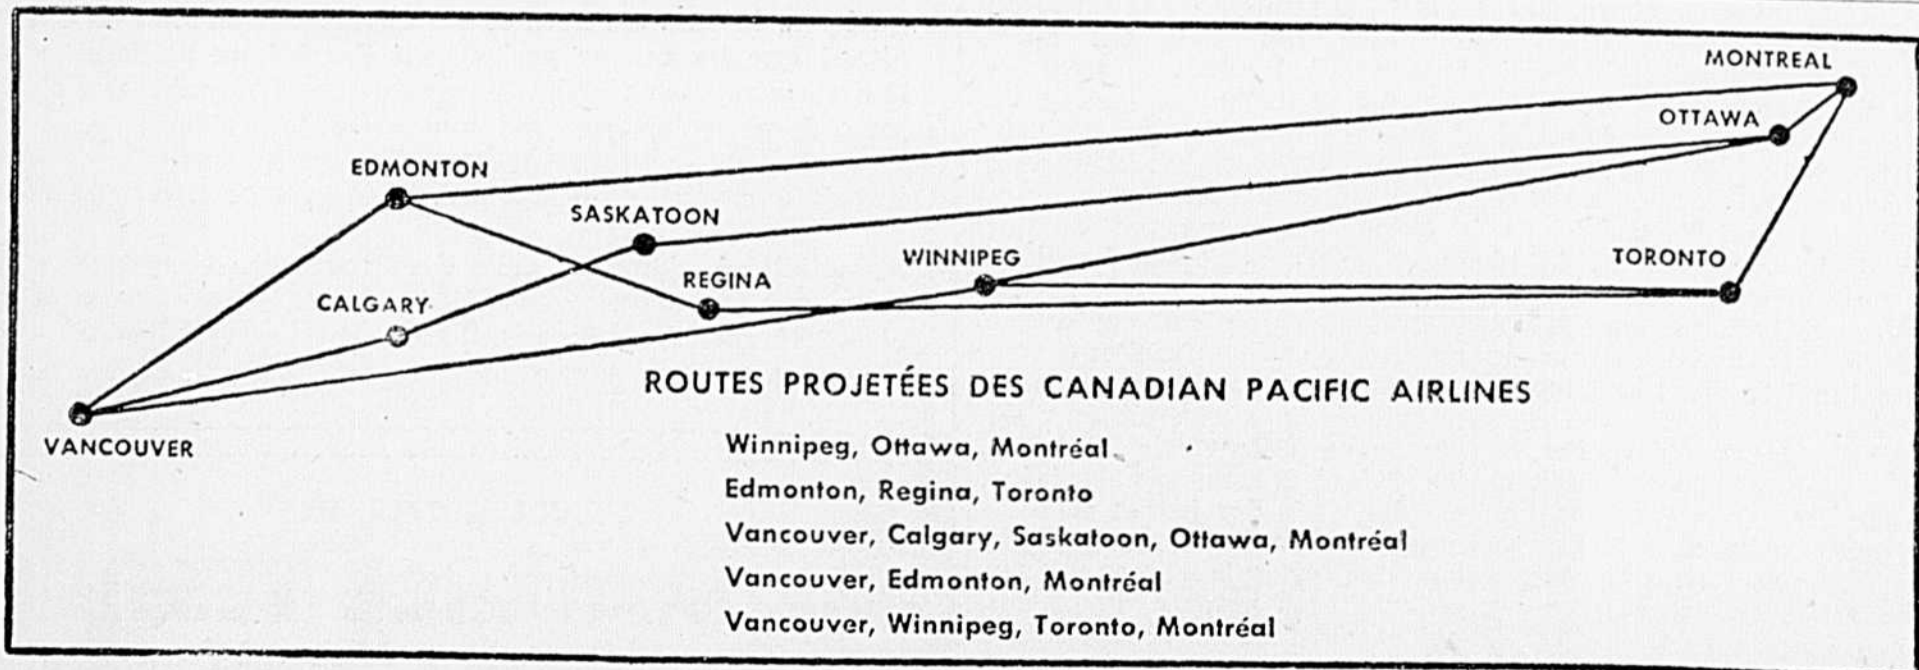 MONTREAL
OTTAWA
EDMONTON
SASKATOON
WINNIPEG
TORONTO
REGINA
CALGARY
VANCOUVER
ROUTES PROJETÉES DES CANADIAN PACIFIC AIRLINES
Winnipeg, Ottawa, Montréal
Edmonton, Regina, Toronto
Vancouver, Calgary, Saskatoon, Ottawa, Montréal
Vancouver, Edmonton, Montréal
Vancouver, Winnipeg, Toronto, Montréal